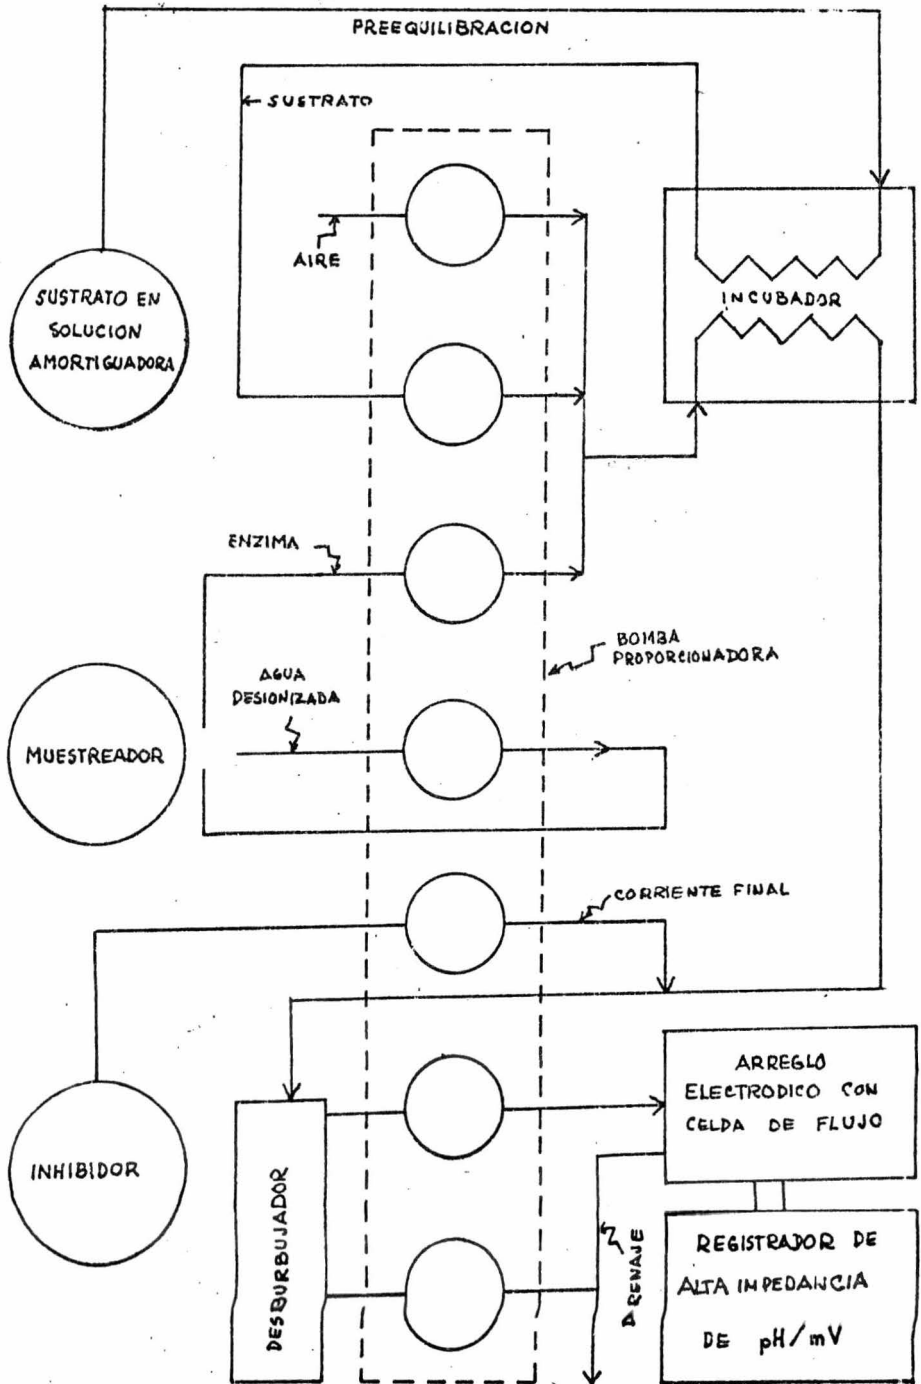 PREEQUILIBRACION
SUSTRATO
AIRE
SUSTRATO EN
SOLUCION
AMORTIGUADORA
INCUBADOR
ENZIMA
BOMBA
PROPORCIONADORA
AGUA
DESIONIZADA
MUESTREADOR
CORRIENTE FINAL
INHIBIDOR
DESBURBUJADOR
ARREGLO
ELECTRODICO CON
CELDA DE FLUJO
DRENAJE
REGISTRADOR DE
ALTA IMPEDANCIA
DE pH/mV